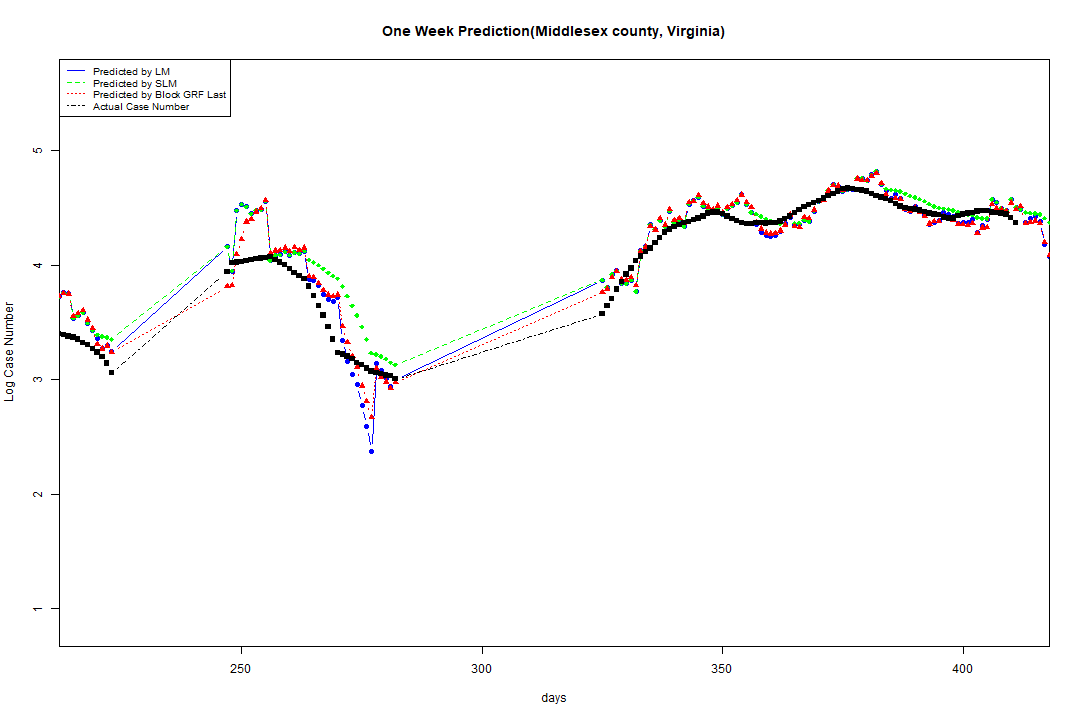 One Week Prediction(Middlesex county, Virginia)
Predicted by LM
Predicted by SLM
Predicted by Block GRF Last
Actual Case Number
5
4
3
2
1
Log Case Number
250 300 350 400
days